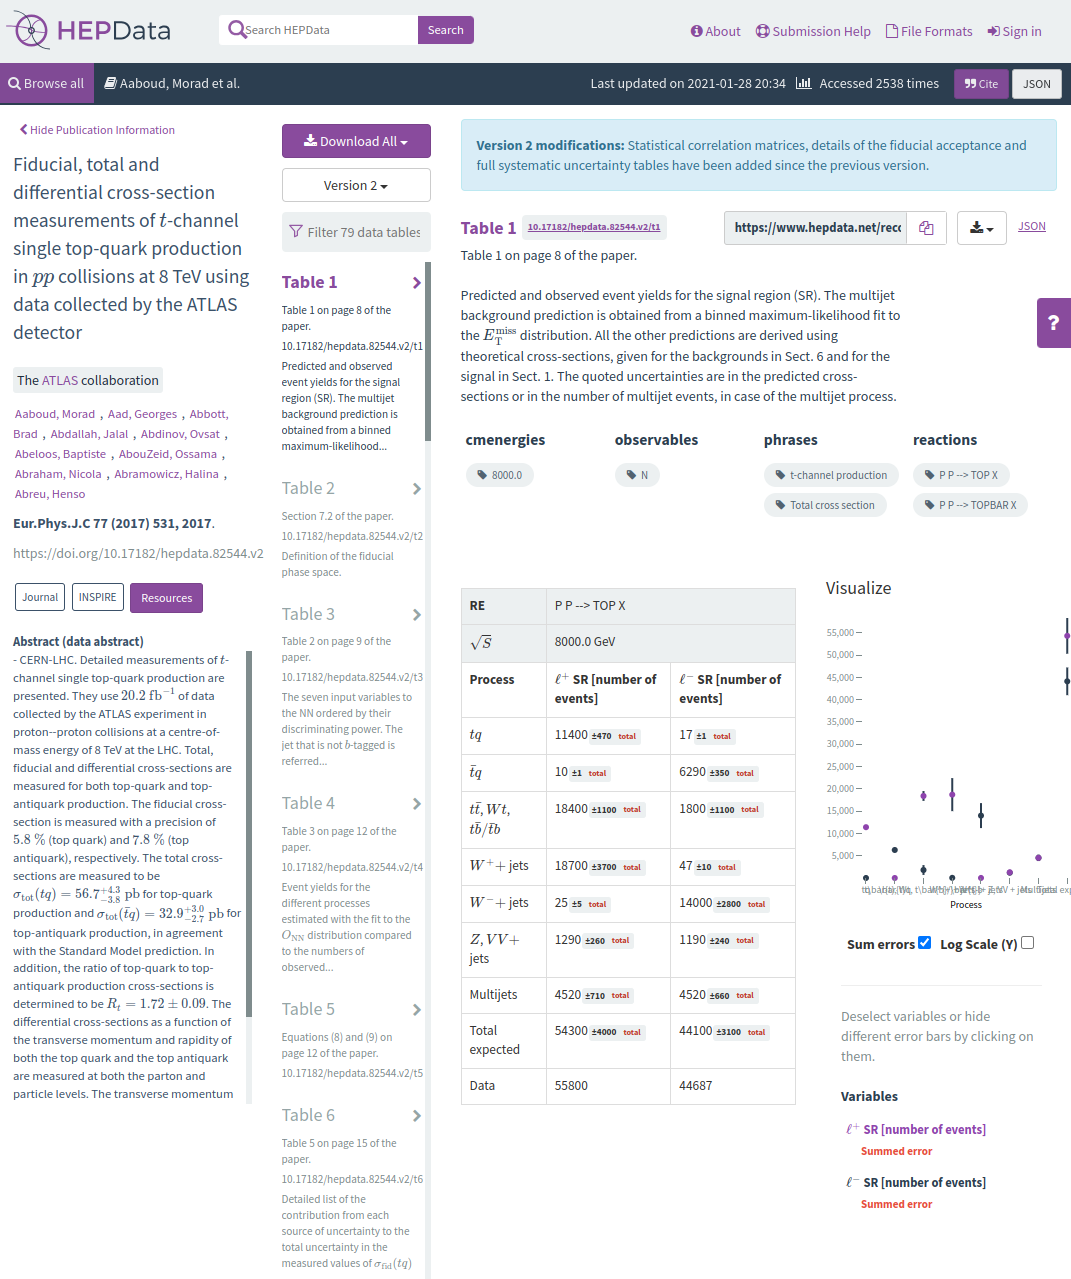 HEPData
Search HEPData
Search
About
Submission Help
File Formats
Sign in
Browse all
Aaboud, Morad et al.
Last updated on 2021-01-28 20:34
Accessed 2538 times
Cite
JSON
Hide Publication Information
Fiducial, total and
differential cross-section
measurements of t-channel
single top-quark production
in pp collisions at 8 TeV using
data collected by the ATLAS
detector
The ATLAS collaboration
Aaboud, Morad , Aad, Georges , Abbott,
Brad , Abdallah, Jalal , Abdinov, Ovsat ,
Abeloos, Baptiste , AbouZeid, Ossama ,
Abraham, Nicola , Abramowicz, Halina ,
Abreu, Henso
Eur.Phys.J.C 77 (2017) 531, 2017.
https://doi.org/10.17182/hepdata.82544.v2
Journal
INSPIRE
Resources
Abstract (data abstract)
- CERN-LHC. Detailed measurements of t-
channel single top-quark production are
presented. They use 20.2 fb⁻¹ of data
collected by the ATLAS experiment in
proton--proton collisions at a centre-of-
mass energy of 8 TeV at the LHC. Total,
fiducial and differential cross-sections are
measured for both top-quark and top-
antiquark production. The fiducial cross-
section is measured with a precision of
5.8 % (top quark) and 7.8 % (top
antiquark), respectively. The total cross-
sections are measured to be
σ_tot(tq) = 56.7^{+4.3}_{−3.8} pb for top-quark
production and σ_tot(t̄q) = 32.9^{+3.0}_{−2.7} pb for
top-antiquark production, in agreement
with the Standard Model prediction. In
addition, the ratio of top-quark to top-
antiquark production cross-sections is
determined to be R_t = 1.72 ± 0.09. The
differential cross-sections as a function of
the transverse momentum and rapidity of
both the top quark and the top antiquark
are measured at both the parton and
particle levels. The transverse momentum
Download All
Version 2
Filter 79 data tables
Table 1
Table 1 on page 8 of the
paper.
10.17182/hepdata.82544.v2/t1
Predicted and observed
event yields for the signal
region (SR). The multijet
background prediction is
obtained from a binned
maximum-likelihood...
Table 2
Section 7.2 of the paper.
10.17182/hepdata.82544.v2/t2
Definition of the fiducial
phase space.
Table 3
Table 2 on page 9 of the
paper.
10.17182/hepdata.82544.v2/t3
The seven input variables to
the NN ordered by their
discriminating power. The
jet that is not b-tagged is
referred...
Table 4
Table 3 on page 12 of the
paper.
10.17182/hepdata.82544.v2/t4
Event yields for the
different processes
estimated with the fit to the
O_NN distribution compared
to the numbers of
observed...
Table 5
Equations (8) and (9) on
page 12 of the paper.
10.17182/hepdata.82544.v2/t5
Table 6
Table 5 on page 15 of the
paper.
10.17182/hepdata.82544.v2/t6
Detailed list of the
contribution from each
source of uncertainty to the
total uncertainty in the
measured values of σ_fid(tq)
Version 2 modifications: Statistical correlation matrices, details of the fiducial acceptance and
full systematic uncertainty tables have been added since the previous version.
Table 1
10.17182/hepdata.82544.v2/t1
https://www.hepdata.net/recc
JSON
Table 1 on page 8 of the paper.
Predicted and observed event yields for the signal region (SR). The multijet
background prediction is obtained from a binned maximum-likelihood fit to
the E_T^miss distribution. All the other predictions are derived using
theoretical cross-sections, given for the backgrounds in Sect. 6 and for the
signal in Sect. 1. The quoted uncertainties are in the predicted cross-
sections or in the number of multijet events, in case of the multijet process.
?
cmenergies observables phrases reactions
8000.0 N t-channel production P P --> TOP X
Total cross section P P --> TOPBAR X
RE P P --> TOP X
√S 8000.0 GeV
Process ℓ⁺ SR [number of events] ℓ⁻ SR [number of events]
tq 11400 ±470 total 17 ±1 total
t̄q 10 ±1 total 6290 ±350 total
tt̄, Wt, tb̄/t̄b 18400 ±1100 total 1800 ±1100 total
W⁺+ jets 18700 ±3700 total 47 ±10 total
W⁻+ jets 25 ±5 total 14000 ±2800 total
Z, VV+ jets 1290 ±260 total 1190 ±240 total
Multijets 4520 ±710 total 4520 ±660 total
Total expected 54300 ±4000 total 44100 ±3100 total
Data 55800 44687
Visualize
55,000
50,000
45,000
40,000
35,000
30,000
25,000
20,000
15,000
10,000
5,000
Process
Sum errors
Log Scale (Y)
Deselect variables or hide
different error bars by clicking on
them.
Variables
ℓ⁺ SR [number of events]
Summed error
ℓ⁻ SR [number of events]
Summed error